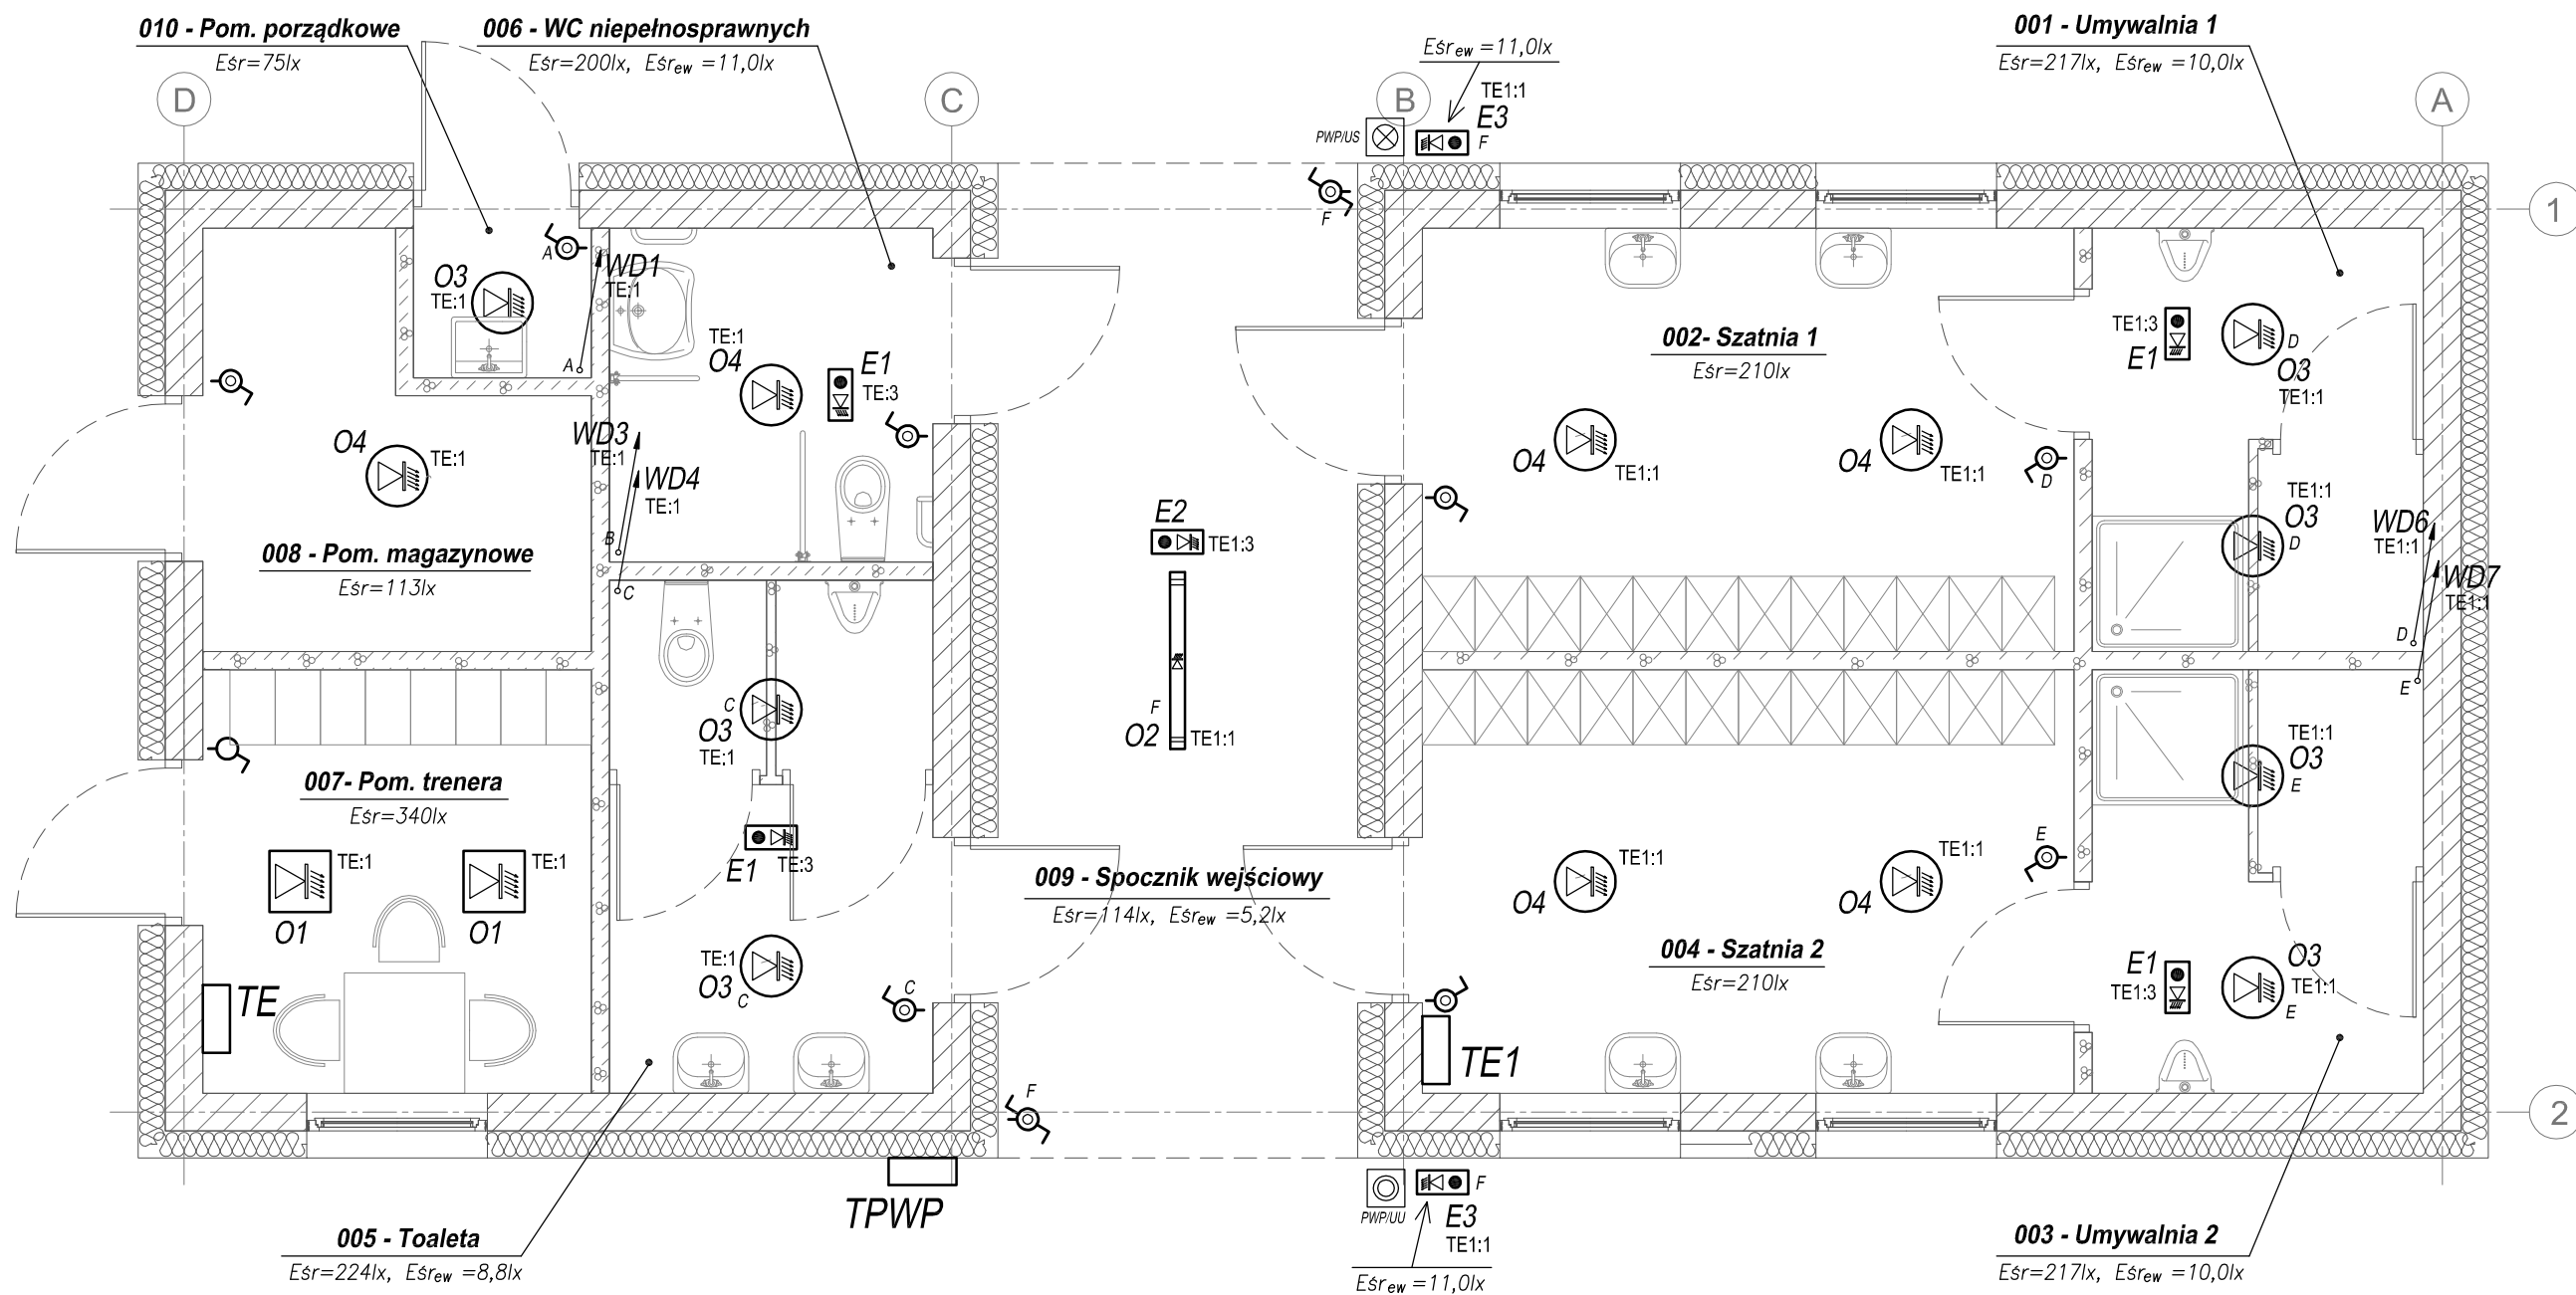 010 - Pom. porządkowe
Eśr=75lx
006 - WC niepełnosprawnych
Eśr=200lx, Eśrew =11,0lx
Eśrew =11,0lx
TE1:1
E3
F
PWP/US
001 - Umywalnia 1
Eśr=217lx, Eśrew =10,0lx
D
C
B
A
1
F
A
O3
TE:1
WD1
TE:1
A
TE:1
O4
E1
TE:3
002- Szatnia 1
Eśr=210lx
TE1:3
E1
D
O3
TE1:1
O4
TE:1
WD3
TE:1
WD4
TE:1
B
C
O4
TE1:1
O4
TE1:1
D
TE1:1
O3
D
WD6
TE1:1
WD7
TE1:1
D
E
008 - Pom. magazynowe
Eśr=113lx
E2
TE1:3
F
O2
TE1:1
C
O3
TE:1
TE1:1
O3
E
007- Pom. trenera
Eśr=340lx
TE:1
O1
TE:1
O1
E1
TE:3
009 - Spocznik wejściowy
Eśr=114lx, Eśrew =5,2lx
O4
TE1:1
O4
TE1:1
E
004 - Szatnia 2
Eśr=210lx
TE:1
O3
C
C
E1
TE1:3
O3
TE1:1
E
TE
TE1
F
2
TPWP
PWP/UU
F
E3
TE1:1
Eśrew =11,0lx
005 - Toaleta
Eśr=224lx, Eśrew =8,8lx
003 - Umywalnia 2
Eśr=217lx, Eśrew =10,0lx